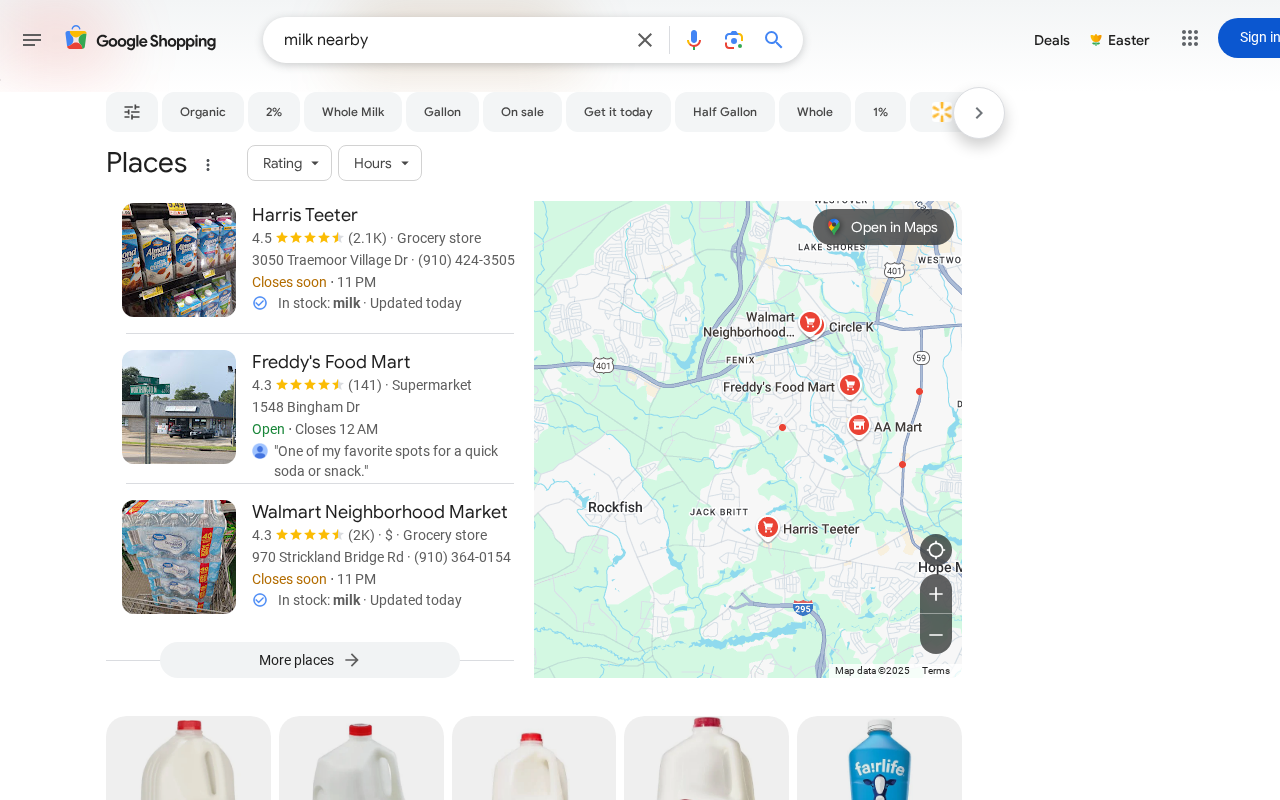 Google Shopping
milk nearby
Deals
Easter
Sign in
Organic
2%
Whole Milk
Gallon
On sale
Get it today
Half Gallon
Whole
1%
Places
Rating
Hours
Harris Teeter
4.5 (2.1K) · Grocery store
3050 Traemoor Village Dr · (910) 424-3505
Closes soon · 11 PM
In stock: milk · Updated today
Freddy's Food Mart
4.3 (141) · Supermarket
1548 Bingham Dr
Open · Closes 12 AM
"One of my favorite spots for a quick
soda or snack."
Walmart Neighborhood Market
4.3 (2K) · $ · Grocery store
970 Strickland Bridge Rd · (910) 364-0154
Closes soon · 11 PM
In stock: milk · Updated today
More places
Open in Maps
LAKE SHORES
401
Walmart
Neighborhood...
Circle K
FENIX
59
401
Freddy's Food Mart
AA Mart
Rockfish
JACK BRITT
Harris Teeter
295
Map data ©2025
Terms
fa!rlife